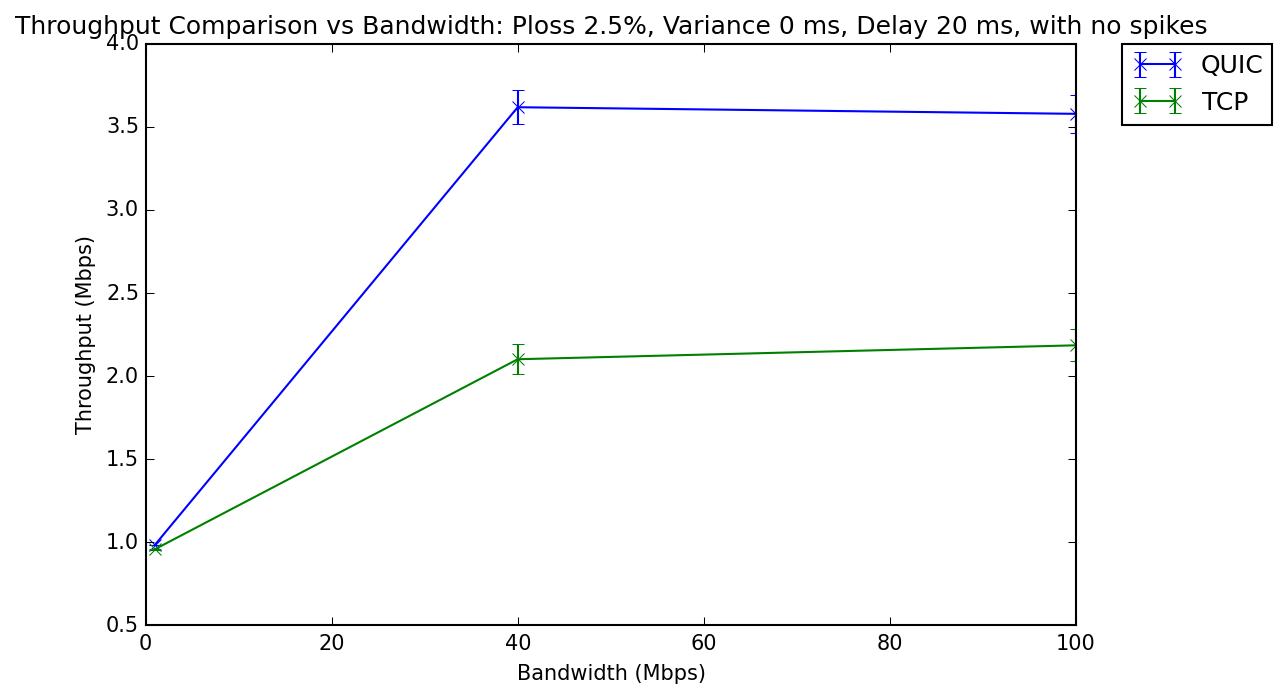 Throughput Comparison vs Bandwidth: Ploss 2.5%, Variance 0 ms, Delay 20 ms, with no spikes
QUIC
TCP
4.0
3.5
3.0
2.5
2.0
1.5
1.0
0.5
Throughput (Mbps)
0 20 40 60 80 100
Bandwidth (Mbps)